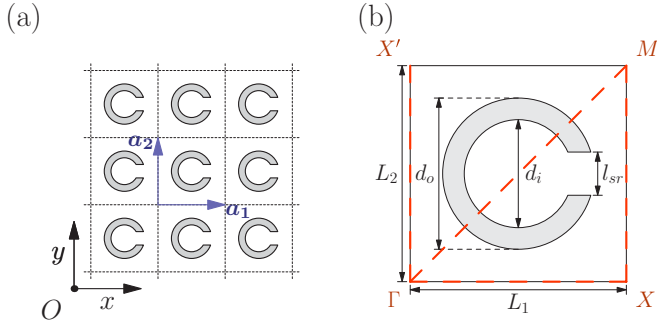 (a)
a₂
a₁
y
O
x
(b)
X′
M
L₂
dₒ
dᵢ
lₛᵣ
Γ
L₁
X